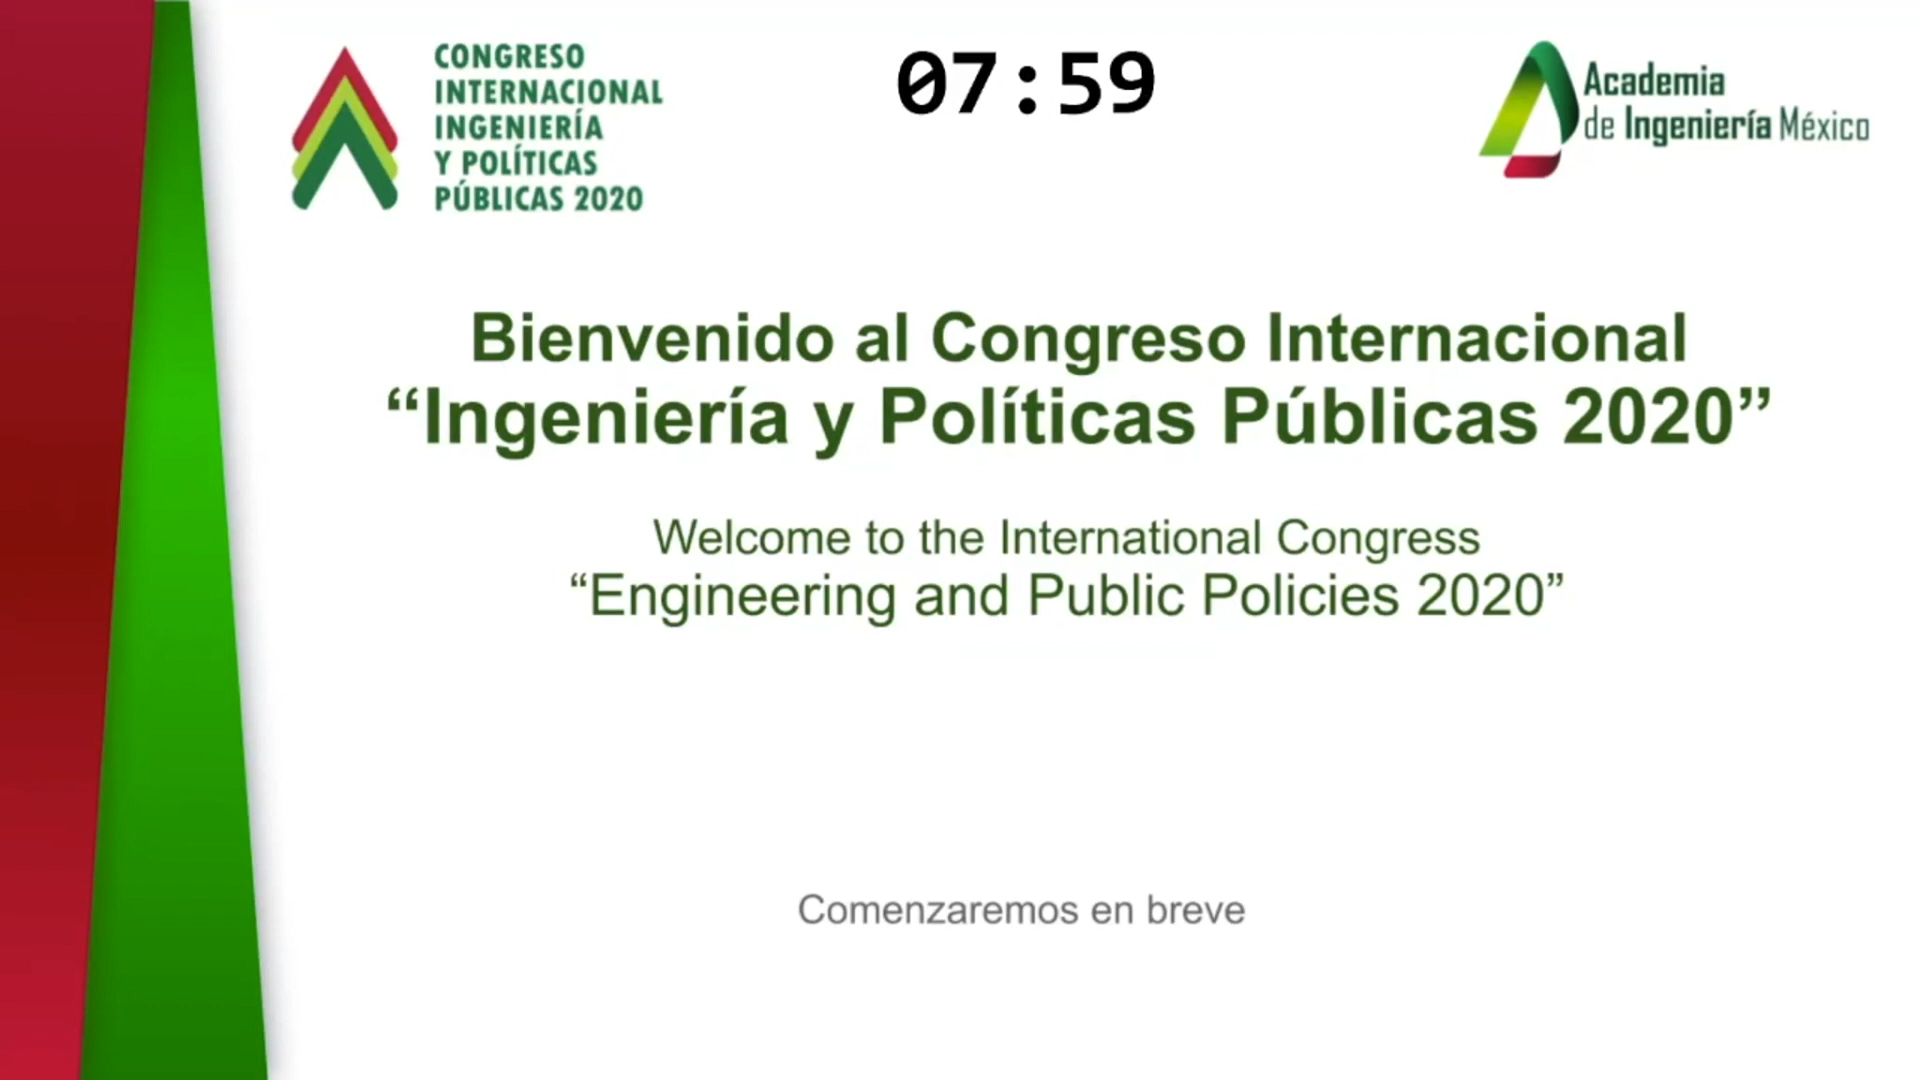 CONGRESO
INTERNACIONAL
INGENIERÍA
Y POLÍTICAS
PÚBLICAS 2020
07:59
Academia
de Ingeniería México
Bienvenido al Congreso Internacional
“Ingeniería y Políticas Públicas 2020”
Welcome to the International Congress
“Engineering and Public Policies 2020”
Comenzaremos en breve